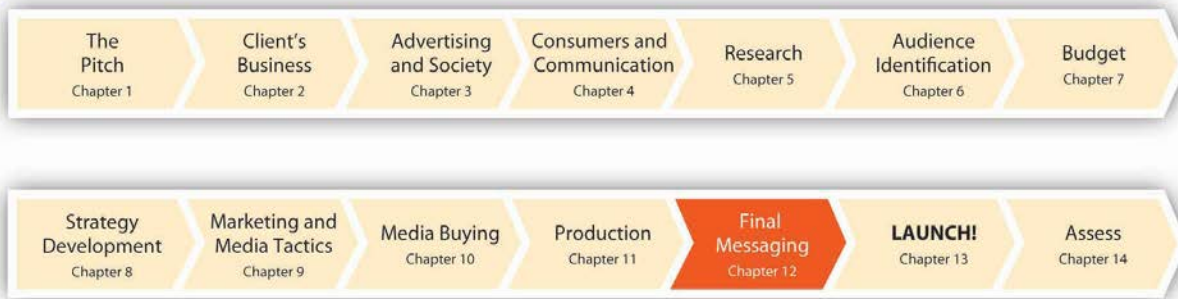 The
Pitch
Chapter 1
Client's
Business
Chapter 2
Advertising
and Society
Chapter 3
Consumers and
Communication
Chapter 4
Research
Chapter 5
Audience
Identification
Chapter 6
Budget
Chapter 7
Strategy
Development
Chapter 8
Marketing and
Media Tactics
Chapter 9
Media Buying
Chapter 10
Production
Chapter 11
Final
Messaging
Chapter 12
LAUNCH!
Chapter 13
Assess
Chapter 14